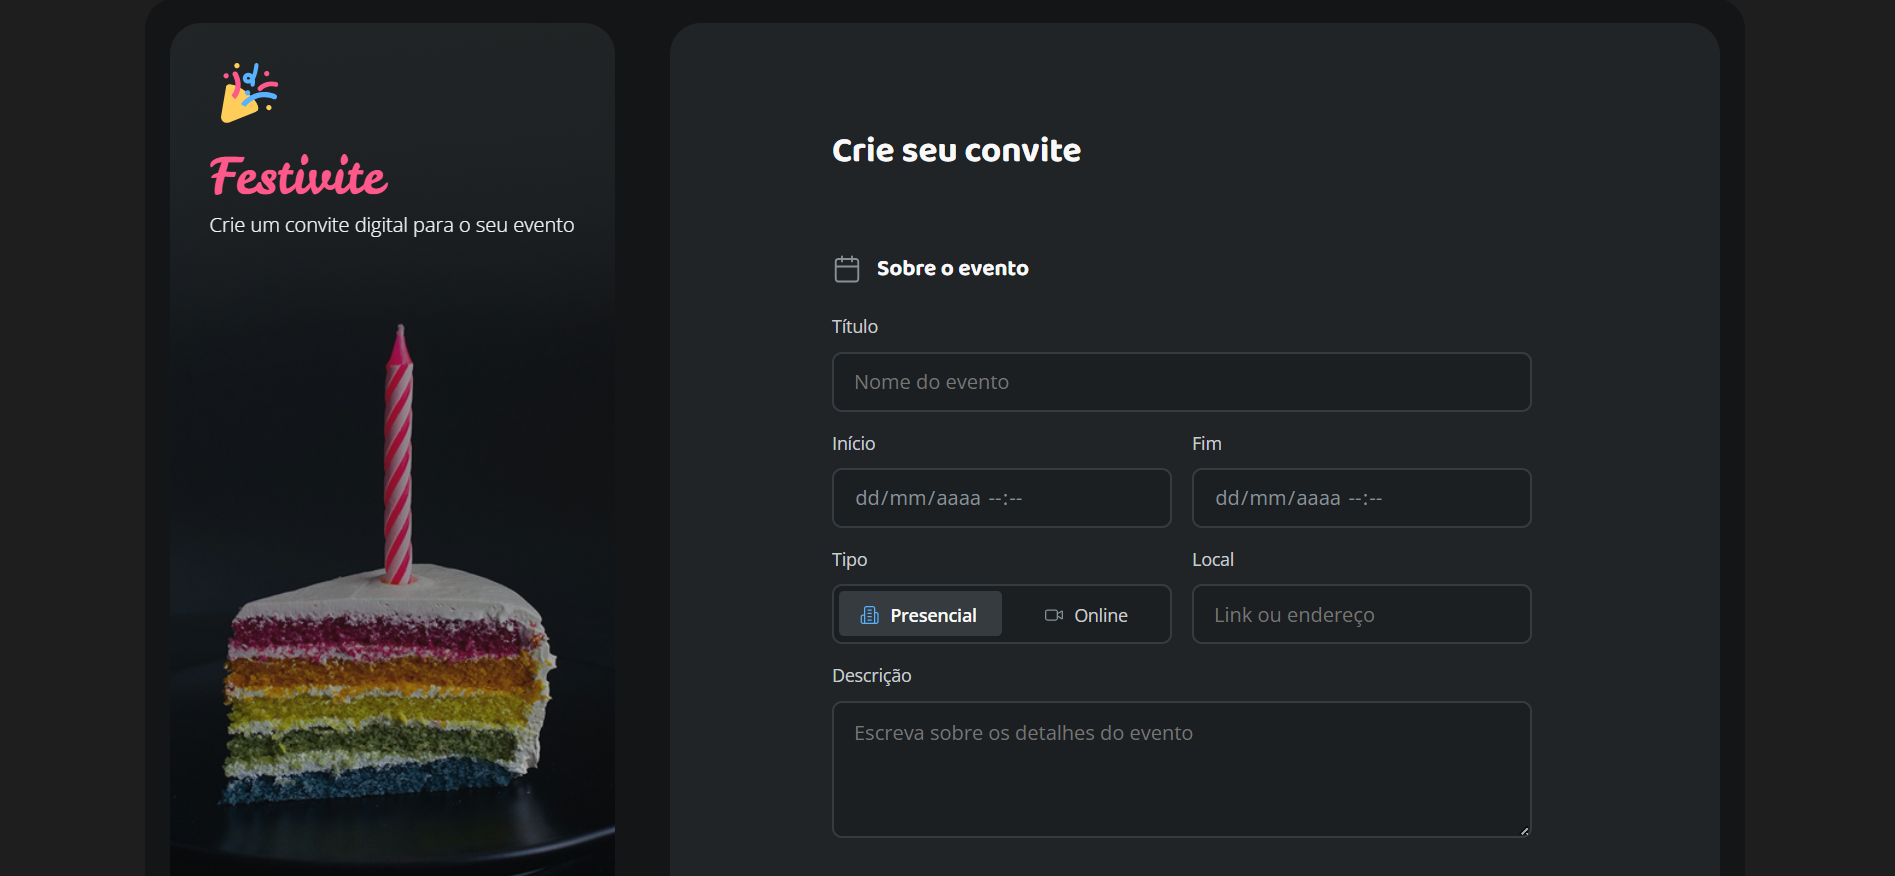 Festivite
Crie um convite digital para o seu evento
Crie seu convite
Sobre o evento
Título
Nome do evento
Início
Fim
dd/mm/aaaa --:--
dd/mm/aaaa --:--
Tipo
Local
Presencial
Online
Link ou endereço
Descrição
Escreva sobre os detalhes do evento